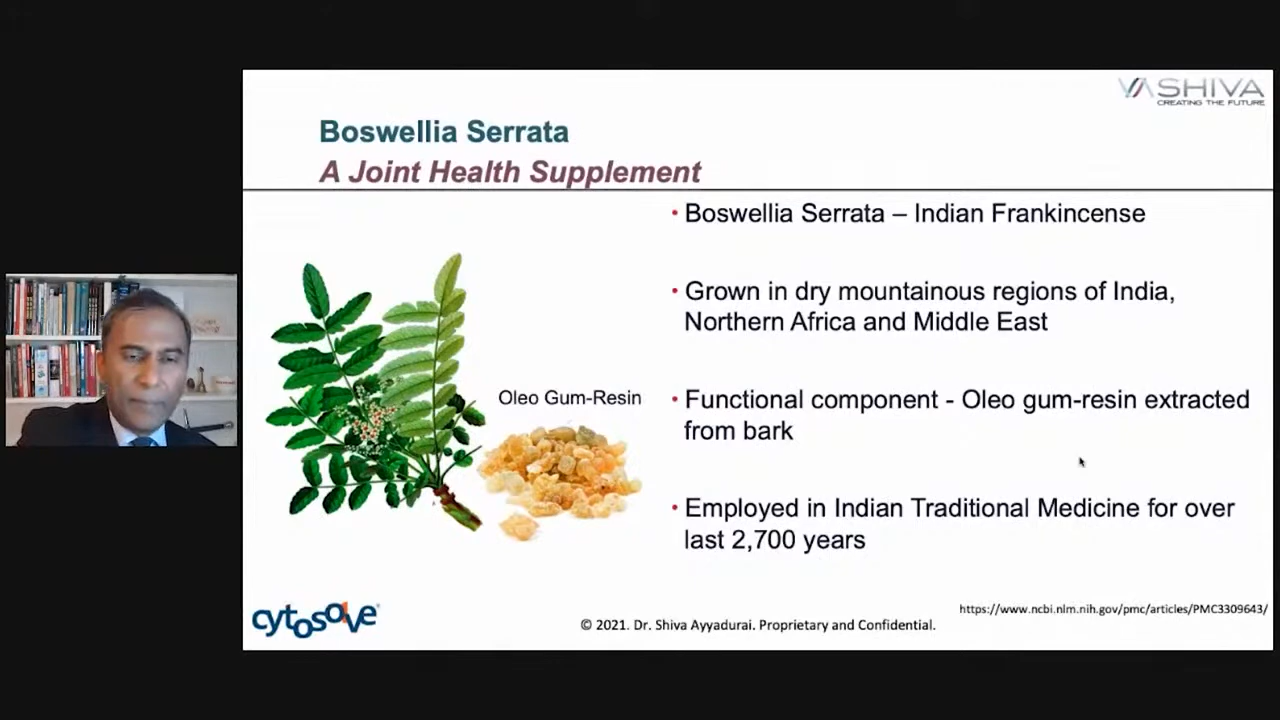 VA SHIVA
CREATING THE FUTURE
Boswellia Serrata
A Joint Health Supplement
• Boswellia Serrata – Indian Frankincense
• Grown in dry mountainous regions of India,
Northern Africa and Middle East
Oleo Gum-Resin
• Functional component - Oleo gum-resin extracted
from bark
• Employed in Indian Traditional Medicine for over
last 2,700 years
https://www.ncbi.nlm.nih.gov/pmc/articles/PMC3309643/
cytosolve®
© 2021. Dr. Shiva Ayyadurai. Proprietary and Confidential.